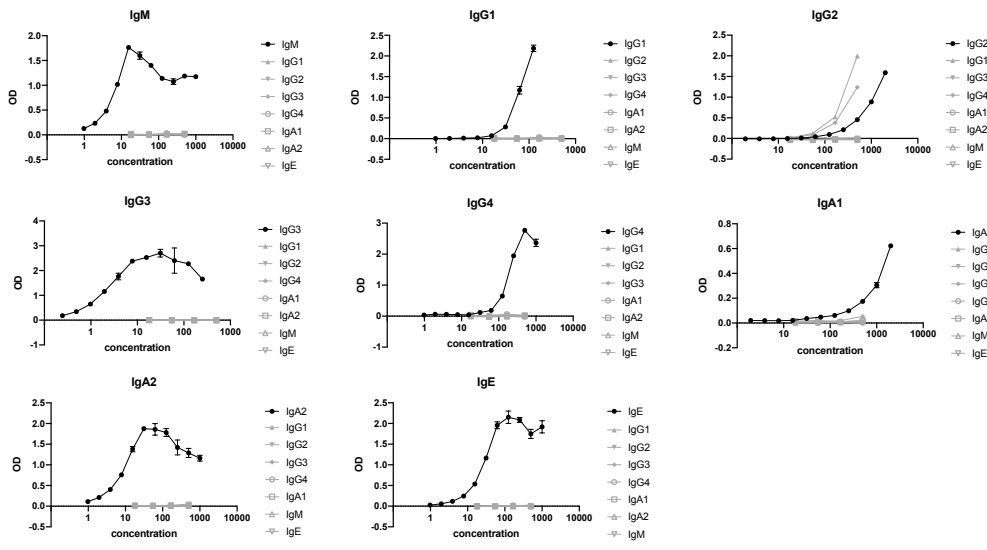 IgM
2.0
1.5
1.0
0.5
0.0
-0.5
OD
1 10 100 1000 10000
concentration
IgM
IgG1
IgG2
IgG3
IgG4
IgA1
IgA2
IgE
IgG1
2.5
2.0
1.5
1.0
0.5
0.0
-0.5
OD
1 10 100 1000
concentration
IgG1
IgG2
IgG3
IgG4
IgA1
IgA2
IgM
IgE
IgG2
2.5
2.0
1.5
1.0
0.5
0.0
-0.5
OD
1 10 100 1000 10000
concentration
IgG2
IgG1
IgG3
IgG4
IgA1
IgA2
IgM
IgE
IgG3
4
3
2
1
0
-1
OD
1 10 100 1000
concentration
IgG3
IgG1
IgG2
IgG4
IgA1
IgA2
IgM
IgE
IgG4
3
2
1
0
-1
OD
1 10 100 1000 10000
concentration
IgG4
IgG1
IgG2
IgG3
IgA1
IgA2
IgM
IgE
IgA1
0.8
0.6
0.4
0.2
0.0
-0.2
OD
1 10 100 1000 10000
concentration
IgA
IgG
IgG
IgG
IgG
IgA
IgM
IgE
IgA2
2.5
2.0
1.5
1.0
0.5
0.0
-0.5
OD
1 10 100 1000 10000
concentration
IgA2
IgG1
IgG2
IgG3
IgG4
IgA1
IgM
IgE
IgE
2.5
2.0
1.5
1.0
0.5
0.0
-0.5
OD
1 10 100 1000 10000
concentration
IgE
IgG1
IgG2
IgG3
IgG4
IgA1
IgA2
IgM